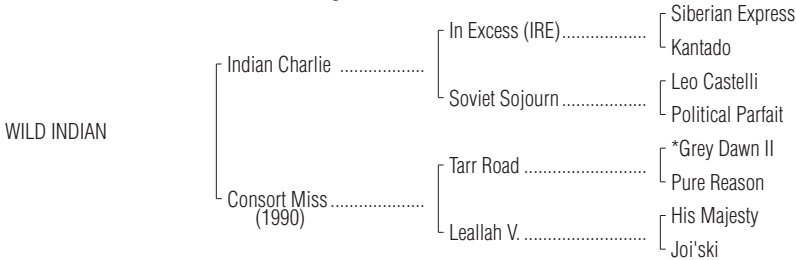 Siberian Express
In Excess (IRE)..................
Kantado
Indian Charlie ..................
Leo Castelli
Soviet Sojourn..................
Political Parfait
WILD INDIAN
*Grey Dawn II
Tarr Road ..........................
Pure Reason
Consort Miss....................
(1990)
His Majesty
Leallah V. ..........................
Joi'ski